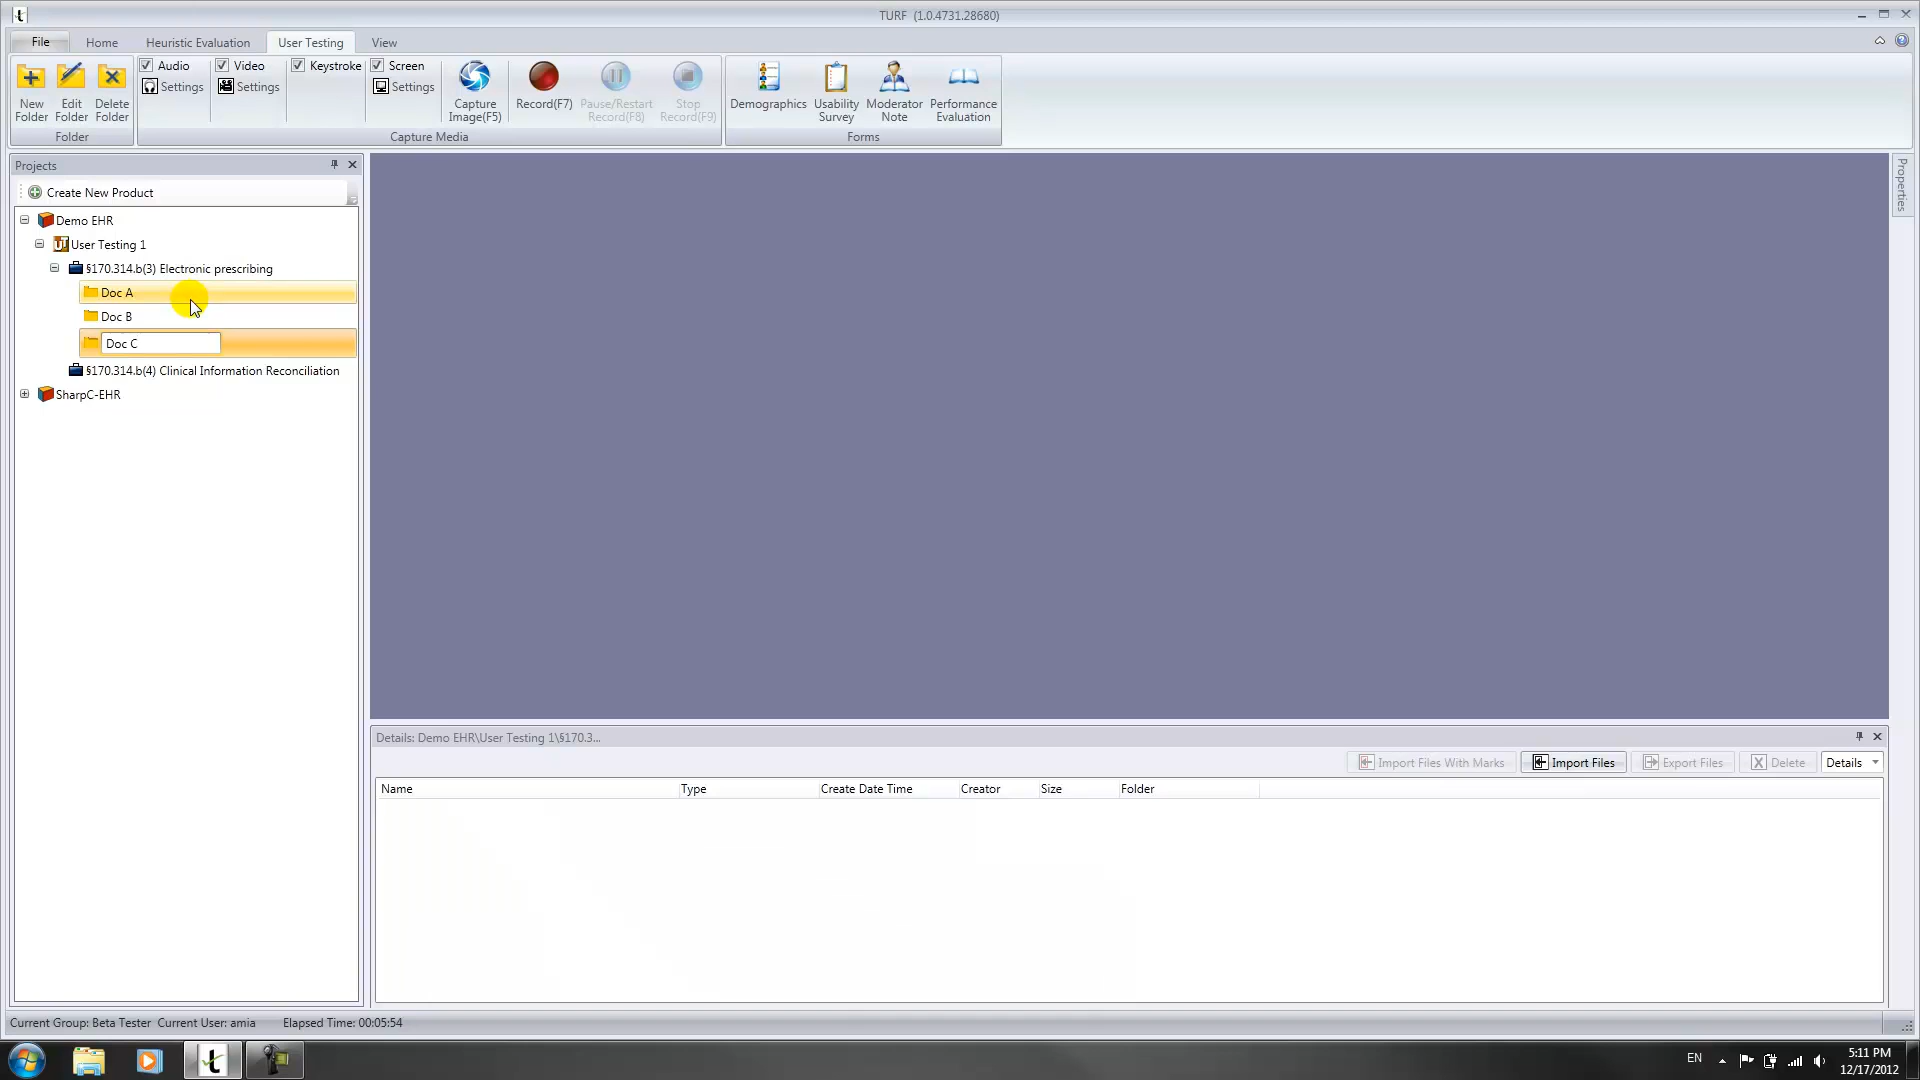 TURF (1.0.4731.28680)
File Home Heuristic Evaluation User Testing View
Audio Video Keystroke Screen
Settings Settings Settings
New Folder Edit Folder Delete Folder Capture Image(F5) Record(F7) Pause/Restart Record(F8) Stop Record(F9) Demographics Usability Survey Moderator Note Performance Evaluation
Folder Capture Media Forms
Projects
Properties
Create New Product
Demo EHR
User Testing 1
§170.314.b(3) Electronic prescribing
Doc A
Doc B
Doc C
§170.314.b(4) Clinical Information Reconciliation
SharpC-EHR
Details: Demo EHR\User Testing 1\§170.3...
Import Files With Marks Import Files Export Files Delete Details
Name Type Create Date Time Creator Size Folder
Current Group: Beta Tester Current User: amia Elapsed Time: 00:05:54
EN 5:11 PM
12/17/2012